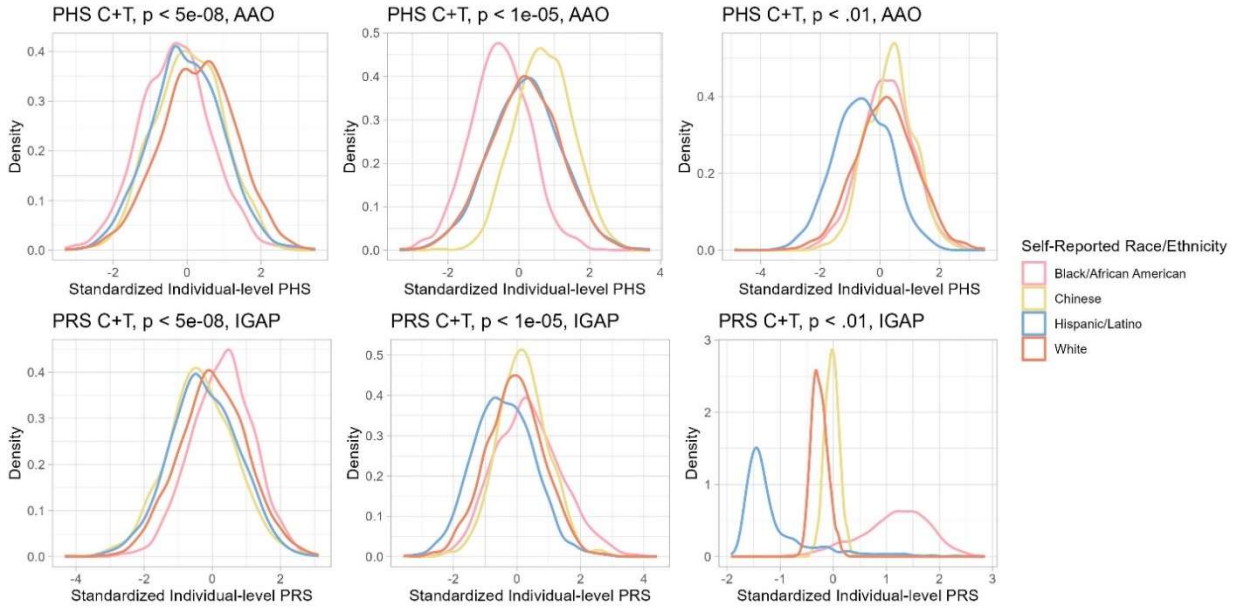 PHS C+T, p < 5e-08, AAO
PHS C+T, p < 1e-05, AAO
PHS C+T, p < .01, AAO
Density
0.4
0.3
0.2
0.1
0.0
-2
0
2
Standardized Individual-level PHS
Density
0.5
0.4
0.3
0.2
0.1
0.0
-2
0
2
4
Standardized Individual-level PHS
Density
0.4
0.2
0.0
-4
-2
0
2
Standardized Individual-level PHS
Self-Reported Race/Ethnicity
Black/African American
Chinese
Hispanic/Latino
White
PRS C+T, p < 5e-08, IGAP
PRS C+T, p < 1e-05, IGAP
PRS C+T, p < .01, IGAP
Density
0.4
0.3
0.2
0.1
0.0
-4
-2
0
2
Standardized Individual-level PRS
Density
0.5
0.4
0.3
0.2
0.1
0.0
-2
0
2
4
Standardized Individual-level PRS
Density
3
2
1
0
-2
-1
0
1
2
3
Standardized Individual-level PRS